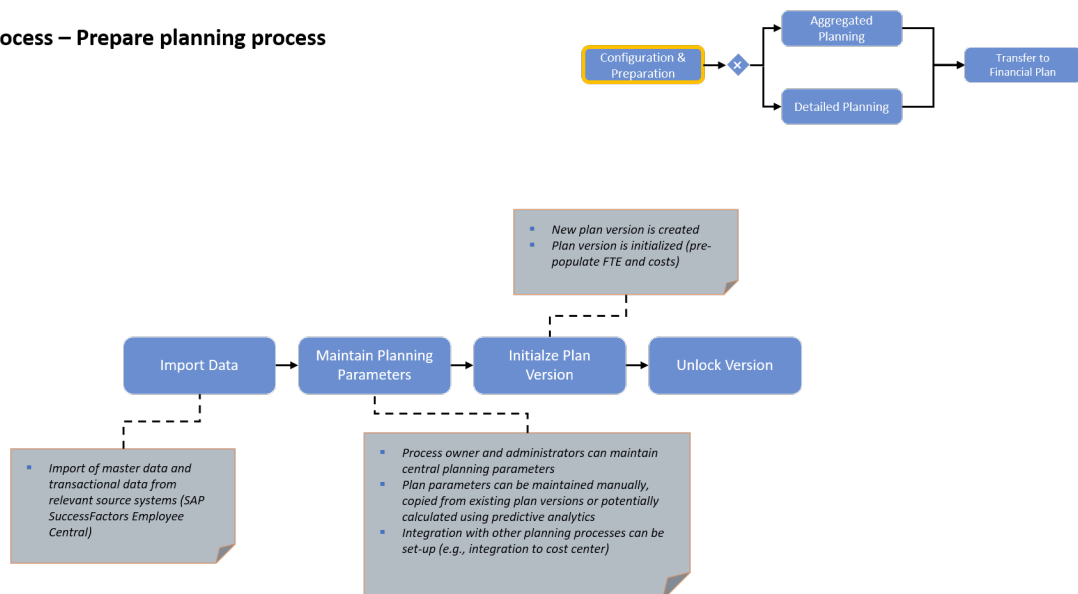 ocess – Prepare planning process
Aggregated
Planning
Configuration &
Preparation
Transfer to
Financial Plan
Detailed Planning
New plan version is created
Plan version is initialized (pre-
populate FTE and costs)
Import Data
Maintain Planning
Parameters
Initialze Plan
Version
Unlock Version
Import of master data and
transactional data from
relevant source systems (SAP
SuccessFactors Employee
Central)
Process owner and administrators can maintain
central planning parameters
Plan parameters can be maintained manually,
copied from existing plan versions or potentially
calculated using predictive analytics
Integration with other planning processes can be
set-up (e.g., integration to cost center)